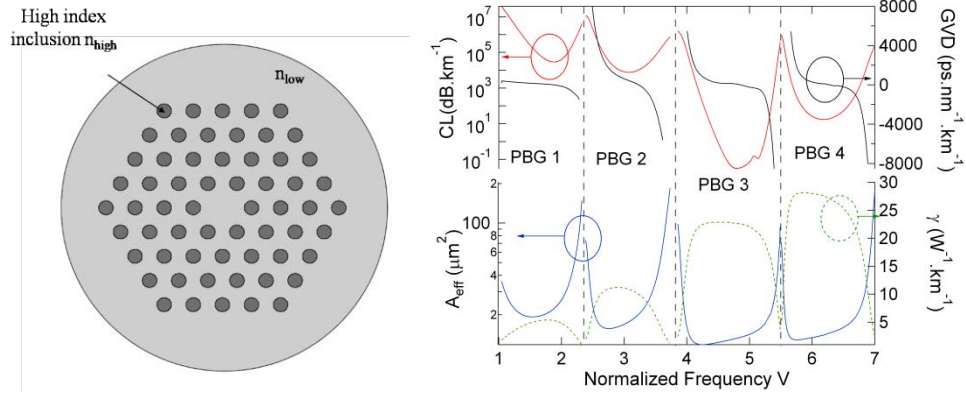 High index
inclusion n_high
n_low
CL(dB.km⁻¹)
10⁷
10⁵
10³
10¹
10⁻¹
PBG 1
PBG 2
PBG 3
PBG 4
8000
4000
0
-4000
-8000
GVD (ps.nm⁻¹.km⁻¹)
A_eff (μm²)
2
100
8
6
4
2
30
25
20
15
10
5
γ (W⁻¹.km⁻¹)
1
2
3
4
5
6
7
Normalized Frequency V